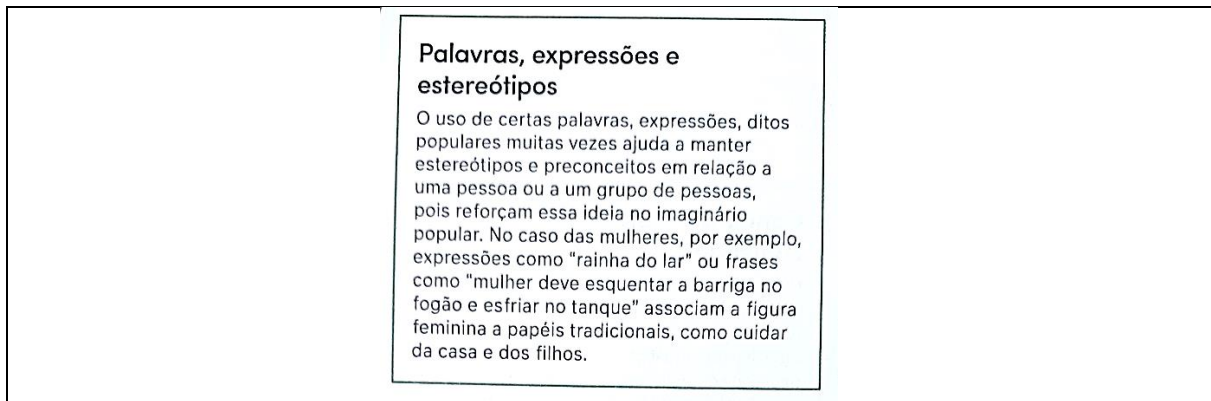 Palavras, expressões e
estereótipos
O uso de certas palavras, expressões, ditos
populares muitas vezes ajuda a manter
estereótipos e preconceitos em relação a
uma pessoa ou a um grupo de pessoas,
pois reforçam essa ideia no imaginário
popular. No caso das mulheres, por exemplo,
expressões como "rainha do lar" ou frases
como "mulher deve esquentar a barriga no
fogão e esfriar no tanque" associam a figura
feminina a papéis tradicionais, como cuidar
da casa e dos filhos.